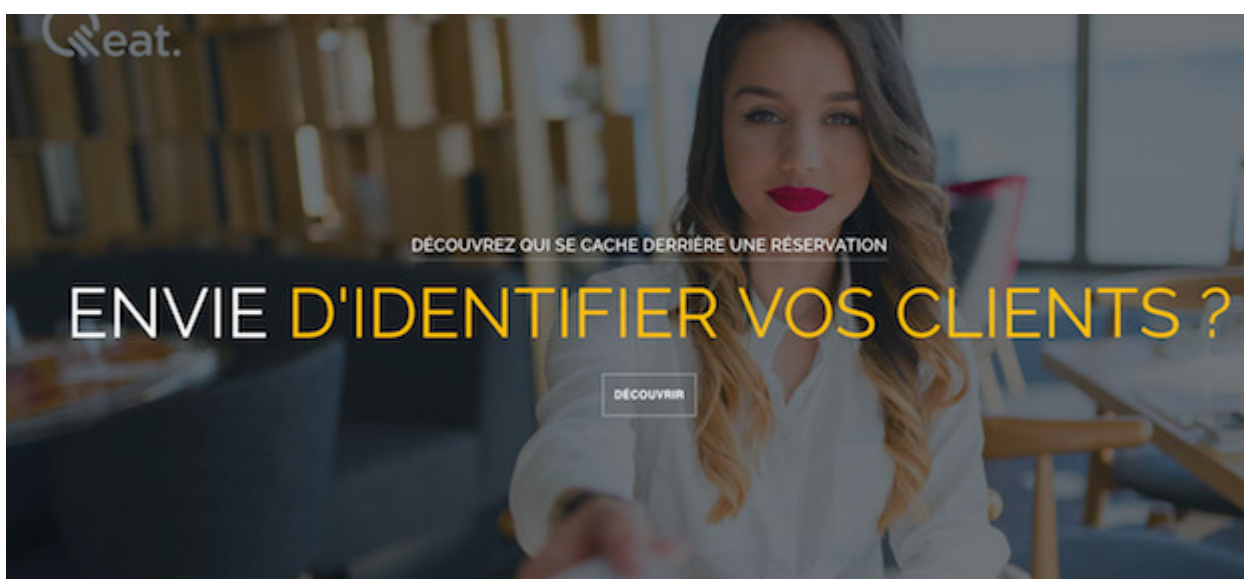 eat.
DÉCOUVREZ QUI SE CACHE DERRIÈRE UNE RÉSERVATION
ENVIE D'IDENTIFIER VOS CLIENTS ?
DÉCOUVRIR